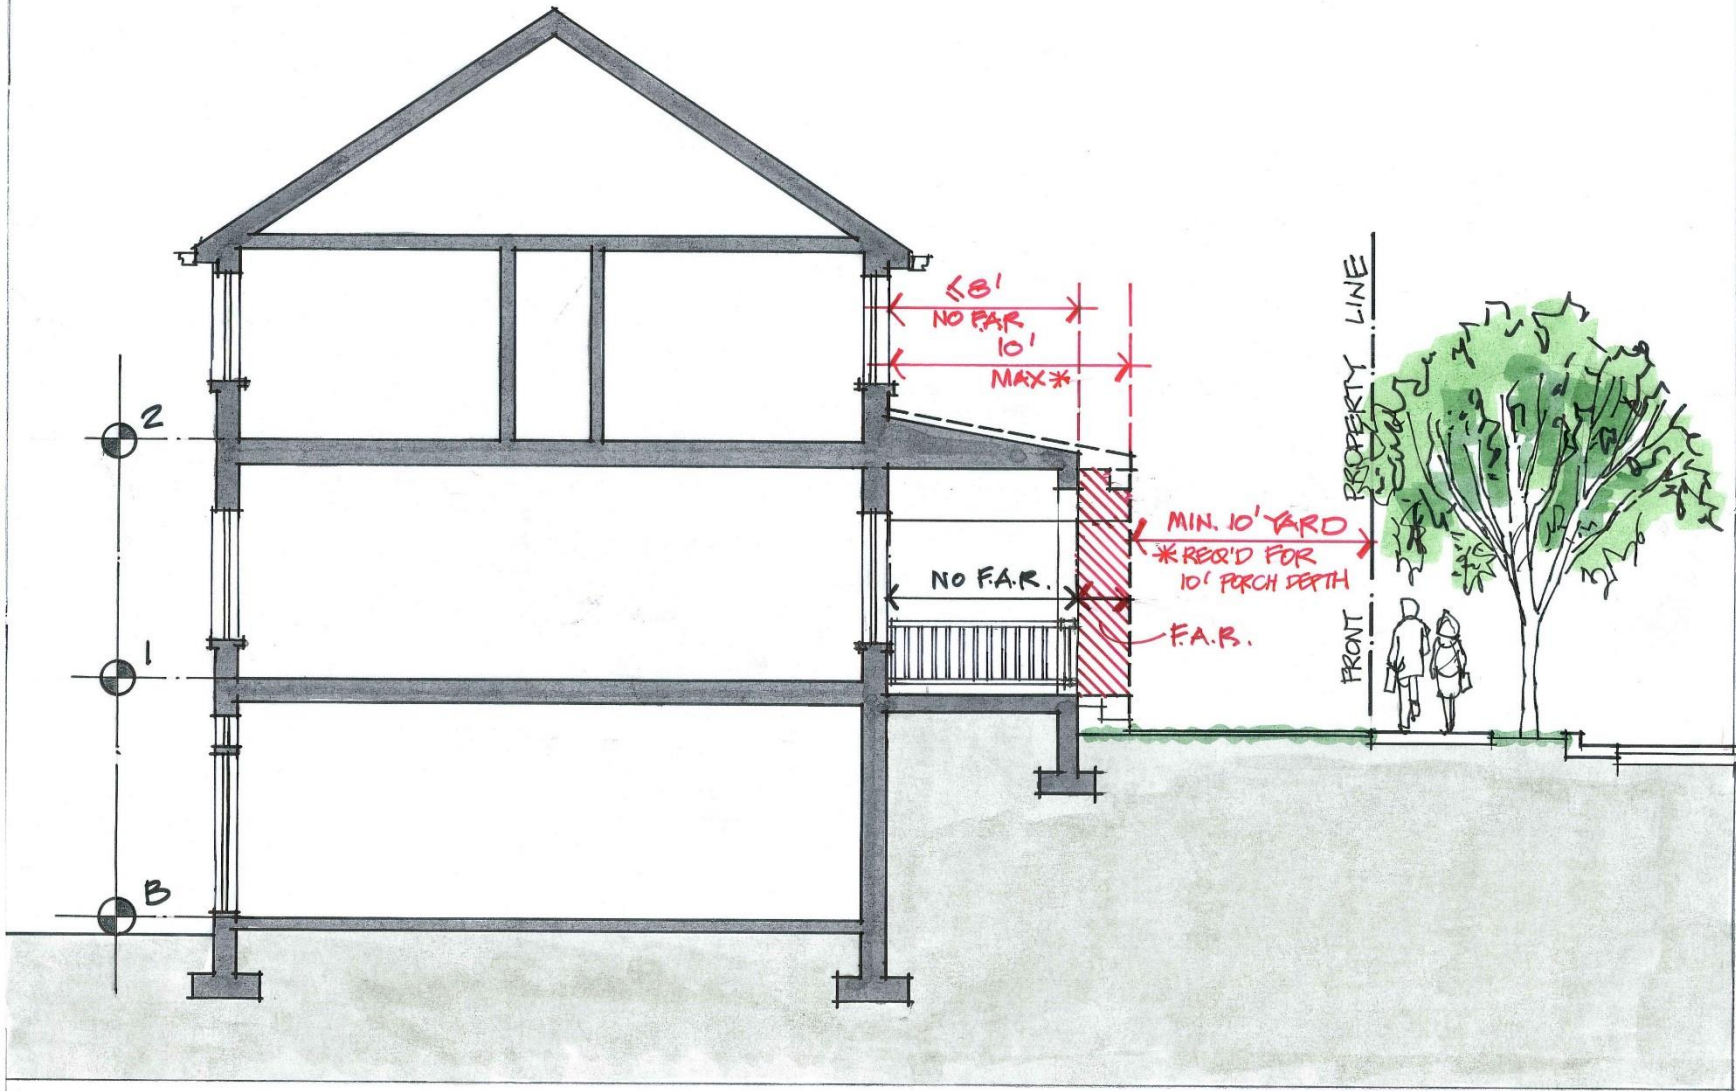 ≤8'
NO F.A.R.
10'
MAX *
2
MIN. 10' YARD
* REQ'D FOR
10' PORCH DEPTH
NO F.A.R.
F.A.R.
1
B
FRONT PROPERTY LINE